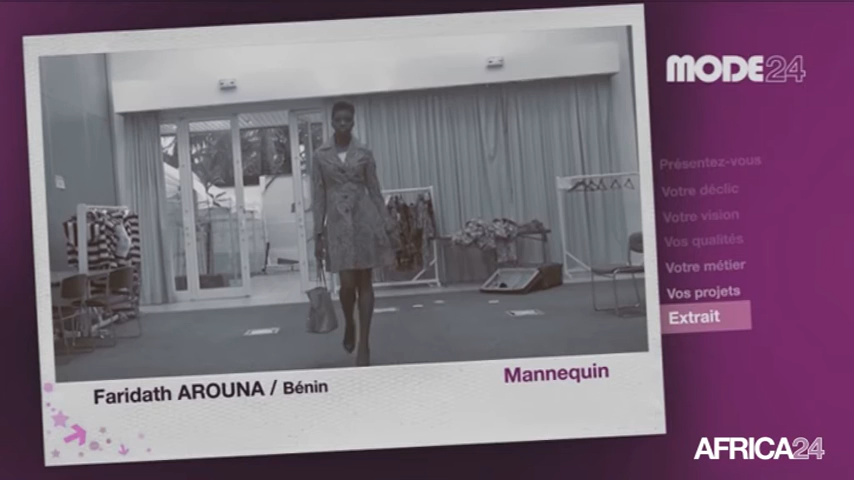 MODE24
Présentez-vous
Votre déclic
Votre vision
Vos qualités
Votre métier
Vos projets
Extrait
Faridath AROUNA / Bénin
Mannequin
AFRICA24